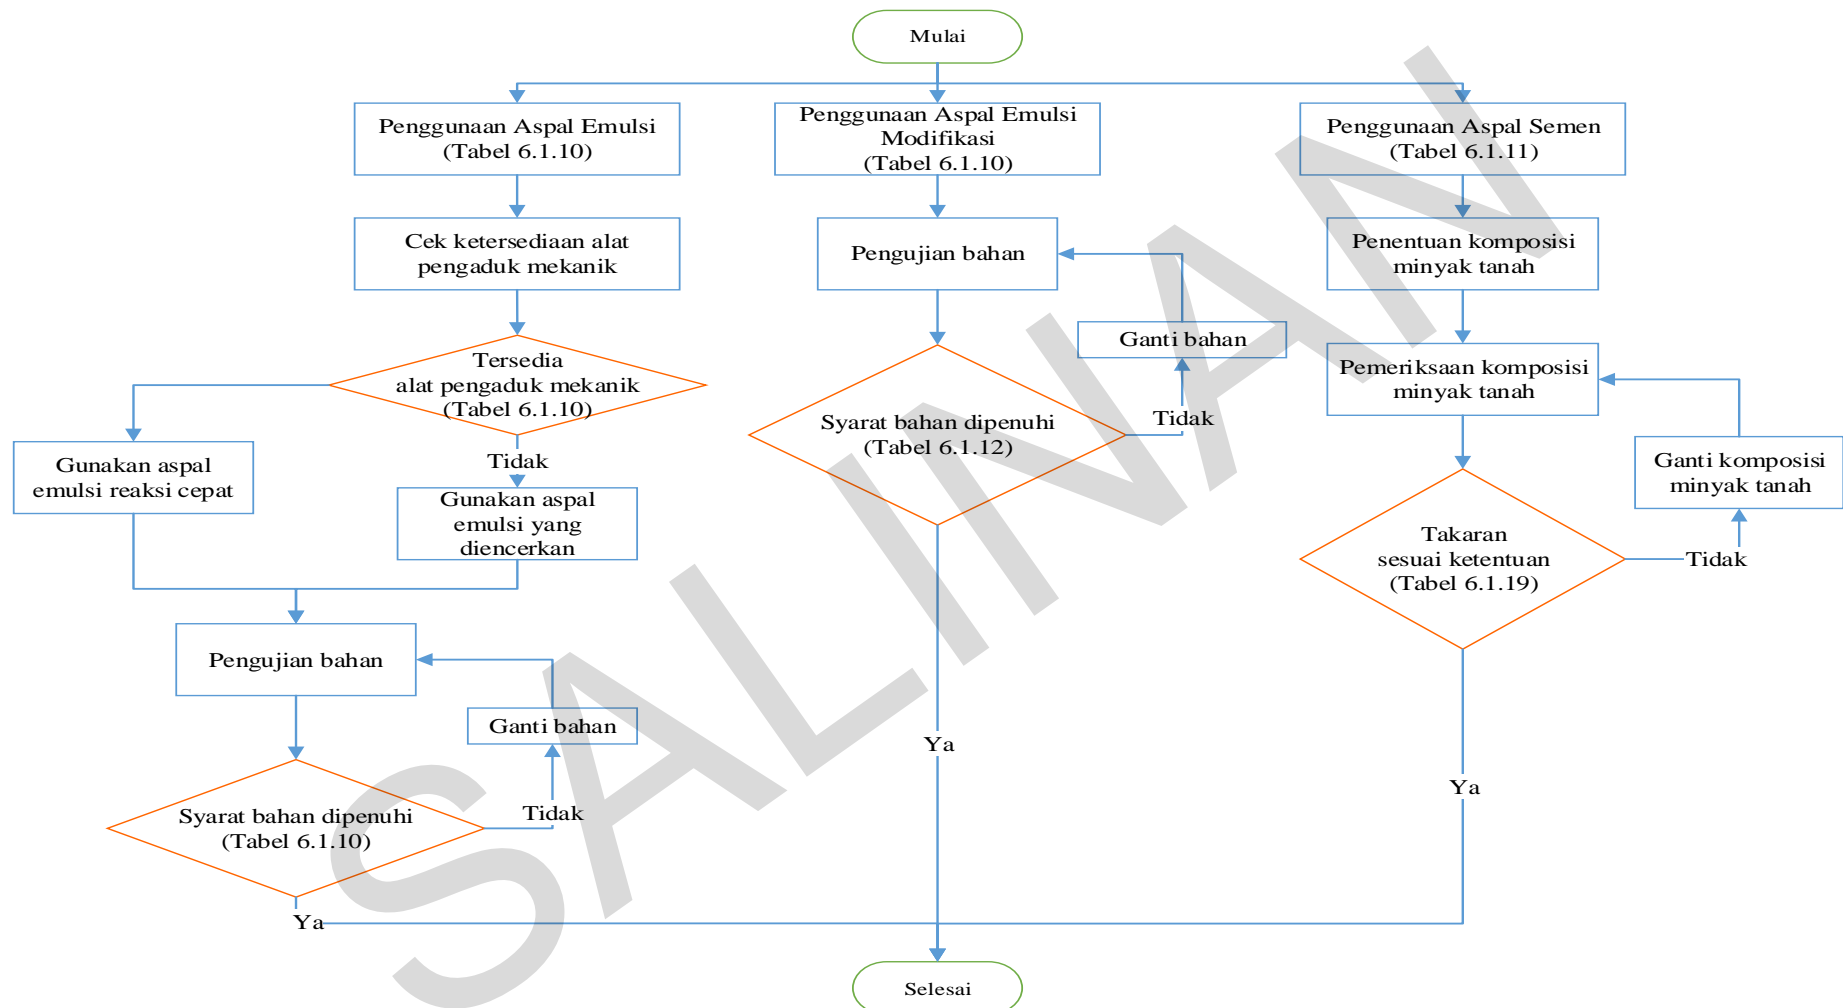 Mulai
Penggunaan Aspal Emulsi
(Tabel 6.1.10)
Penggunaan Aspal Emulsi
Modifikasi
(Tabel 6.1.10)
Penggunaan Aspal Semen
(Tabel 6.1.11)
Cek ketersediaan alat
pengaduk mekanik
Pengujian bahan
Penentuan komposisi
minyak tanah
Tersedia
alat pengaduk mekanik
(Tabel 6.1.10)
Ganti bahan
Pemeriksaan komposisi
minyak tanah
Syarat bahan dipenuhi
(Tabel 6.1.12)
Tidak
Gunakan aspal
emulsi reaksi cepat
Tidak
Gunakan aspal
emulsi yang
diencerkan
Ganti komposisi
minyak tanah
Takaran
sesuai ketentuan
(Tabel 6.1.19)
Tidak
Pengujian bahan
Ganti bahan
Ya
Ya
Syarat bahan dipenuhi
(Tabel 6.1.10)
Tidak
Ya
Selesai
SALINAN